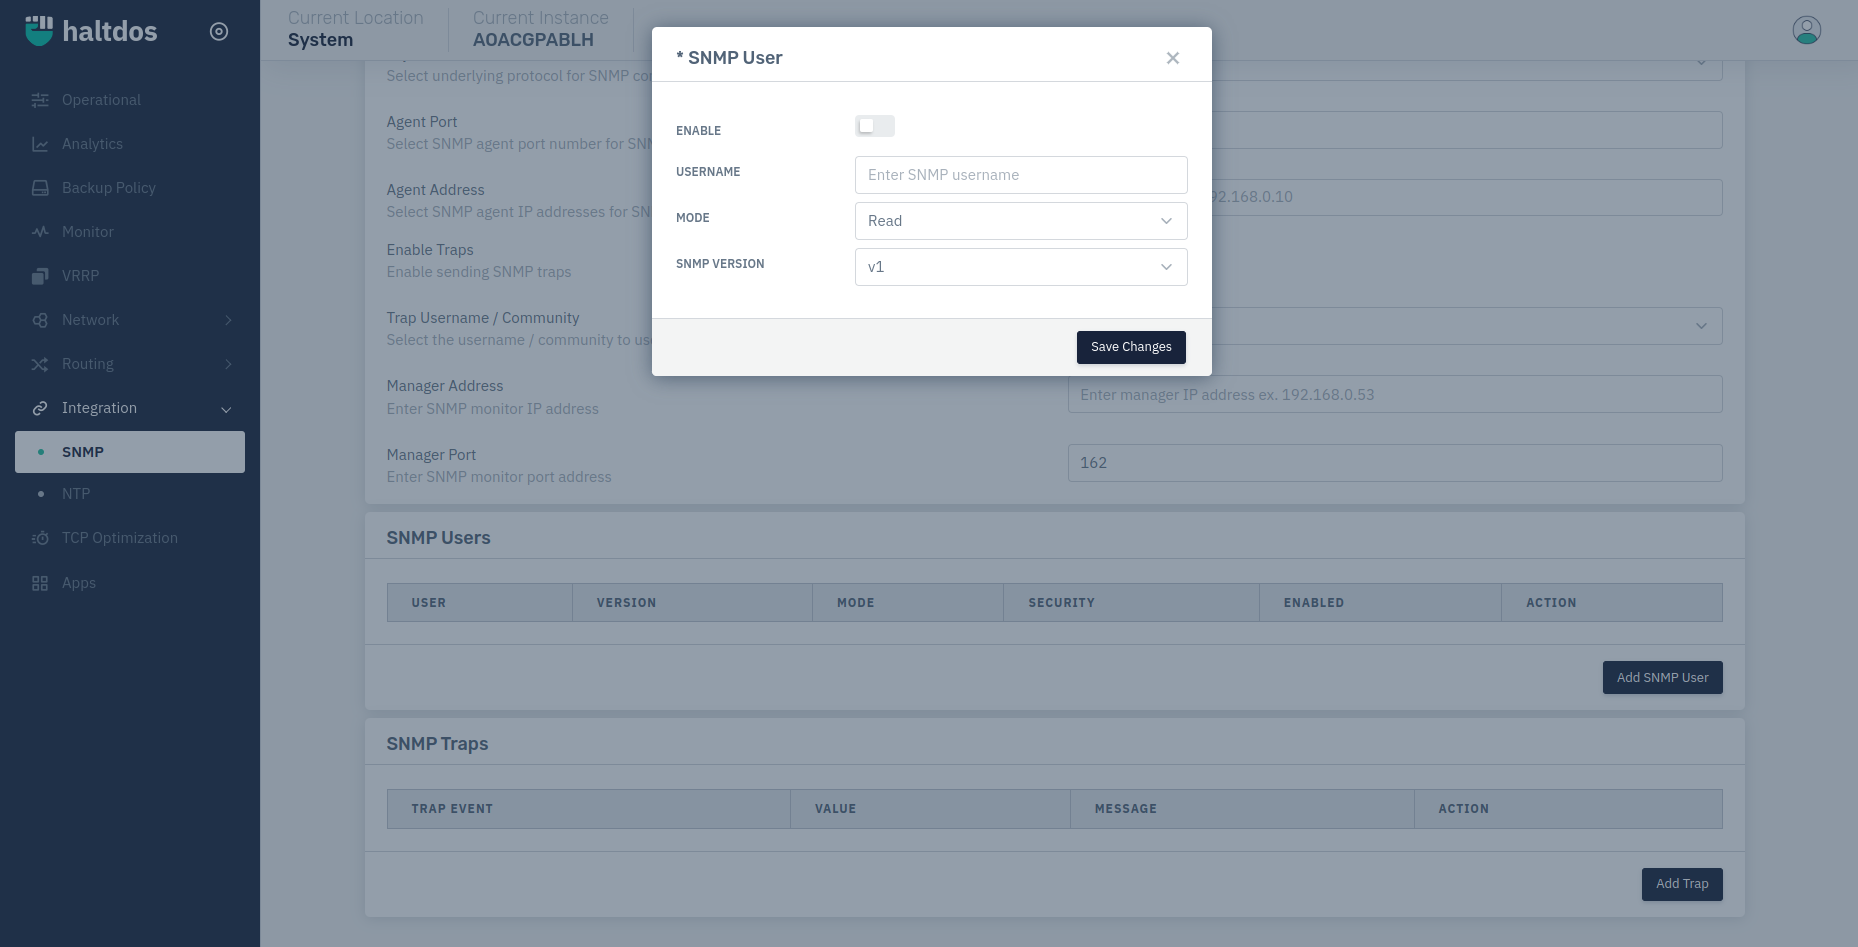 haltdos
Operational
Analytics
Backup Policy
Monitor
VRRP
Network
Routing
Integration
SNMP
NTP
TCP Optimization
Apps
Current Location
System
Current Instance
AOACGPABLH
Select underlying protocol for SNMP
Agent Port
Select SNMP agent port number for
Agent Address
Select SNMP agent IP addresses for
92.168.0.10
Enable Traps
Enable sending SNMP traps
Trap Username / Community
Select the username / community to
Manager Address
Enter SNMP monitor IP address
Enter manager IP address ex. 192.168.0.53
Manager Port
Enter SNMP monitor port address
162
* SNMP User
ENABLE
USERNAME
Enter SNMP username
MODE
Read
SNMP VERSION
v1
Save Changes
SNMP Users
USER VERSION MODE SECURITY ENABLED ACTION
Add SNMP User
SNMP Traps
TRAP EVENT VALUE MESSAGE ACTION
Add Trap